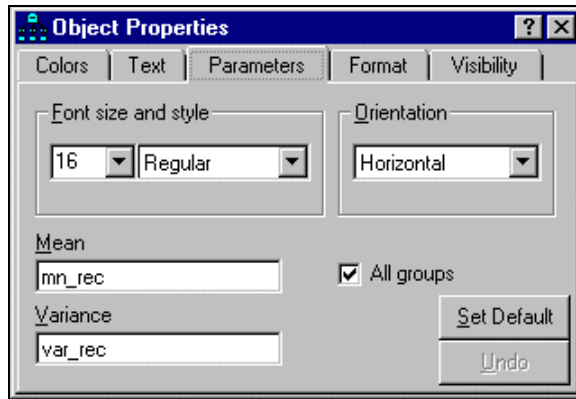 Object Properties
Colors Text Parameters Format Visibility
Font size and style Orientation
16 Regular Horizontal
Mean
mn_rec All groups
Variance Set Default
var_rec Undo